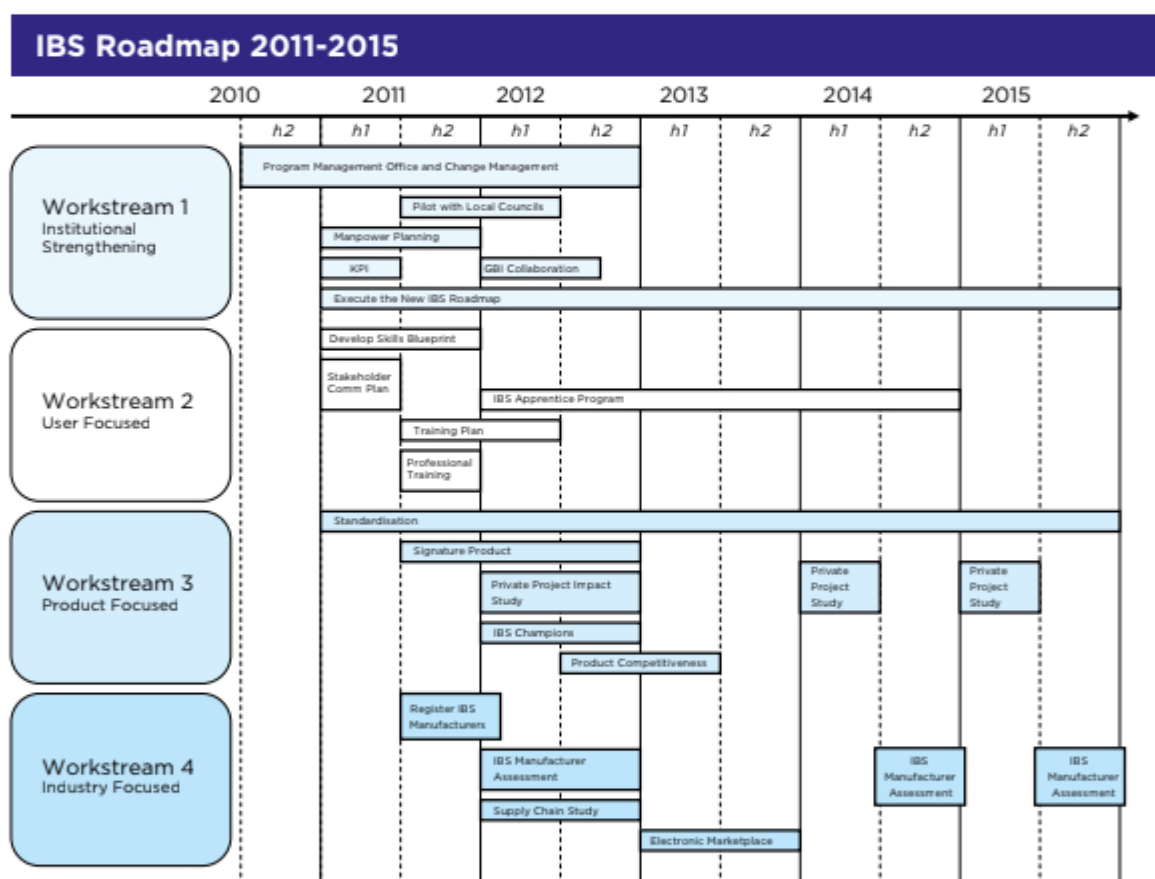 IBS Roadmap 2011-2015
2010 2011 2012 2013 2014 2015
h2 h1 h2 h1 h2 h1 h2 h1 h2 h1 h2
Workstream 1
Institutional
Strengthening
Program Management Office and Change Management
Pilot with Local Councils
Manpower Planning
KPI
GBI Collaboration
Execute the New IBS Roadmap
Workstream 2
User Focused
Develop Skills Blueprint
Stakeholder
Comm Plan
IBS Apprentice Program
Training Plan
Professional
Training
Workstream 3
Product Focused
Standardisation
Signature Product
Private Project Impact
Study
Private
Project
Study
Private
Project
Study
IBS Champions
Product Competitiveness
Workstream 4
Industry Focused
Register IBS
Manufacturers
IBS Manufacturer
Assessment
IBS
Manufacturer
Assessment
IBS
Manufacturer
Assessment
Supply Chain Study
Electronic Marketplace